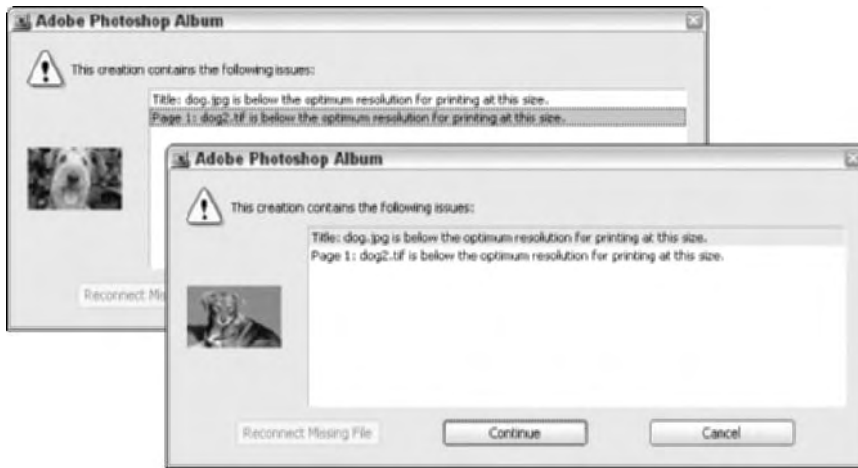 Adobe Photoshop Album
This creation contains the following issues:
Title: dog.jpg is below the optimum resolution for printing at this size.
Page 1: dog2.tif is below the optimum resolution for printing at this size.
Reconnect
Adobe Photoshop Album
This creation contains the following issues:
Title: dog.jpg is below the optimum resolution for printing at this size.
Page 1: dog2.tif is below the optimum resolution for printing at this size.
Reconnect Missing File
Continue
Cancel